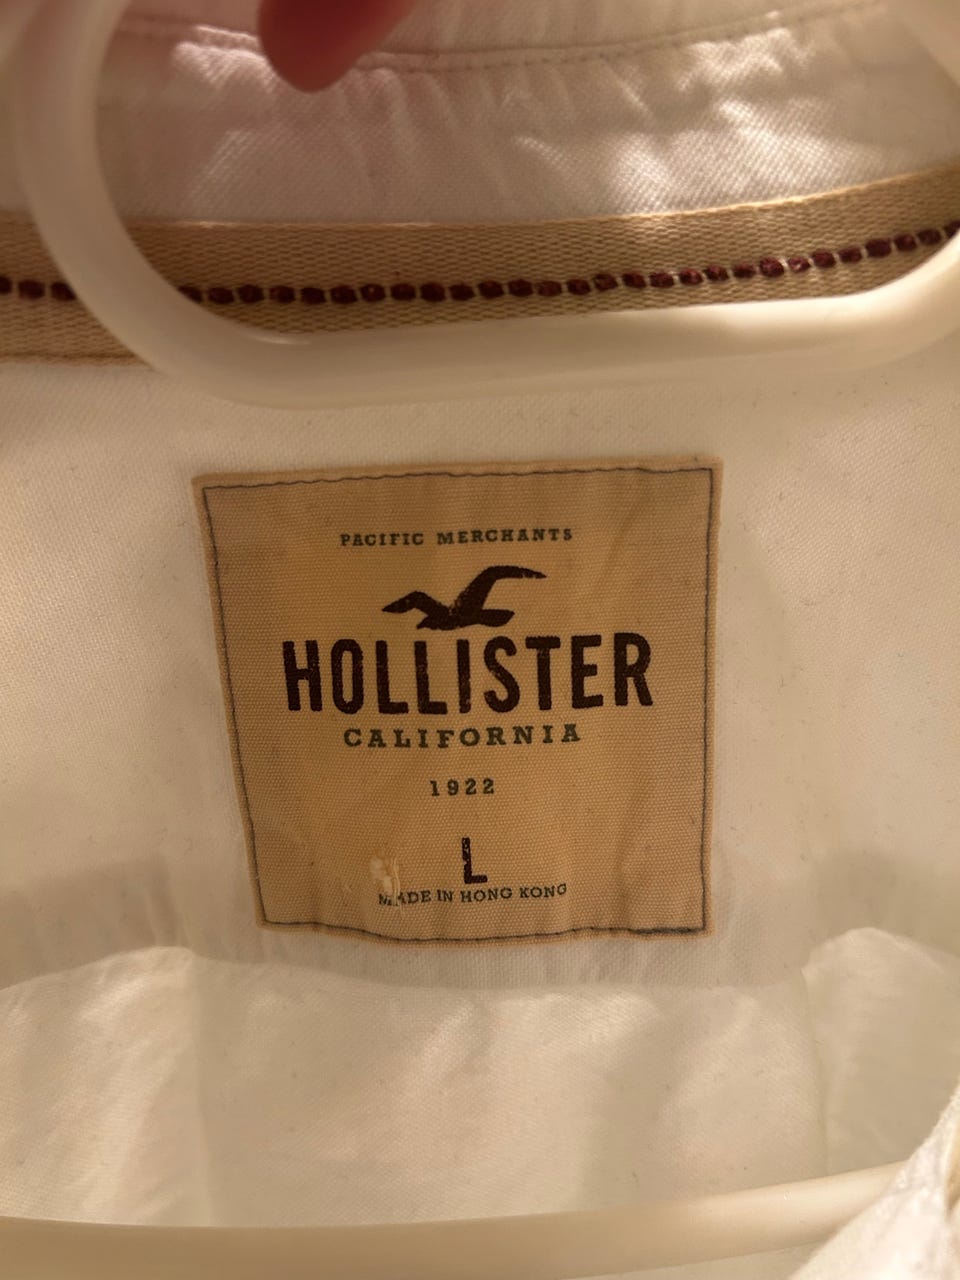 PACIFIC MERCHANTS
HOLLISTER
CALIFORNIA
1922
L
MADE IN HONG KONG